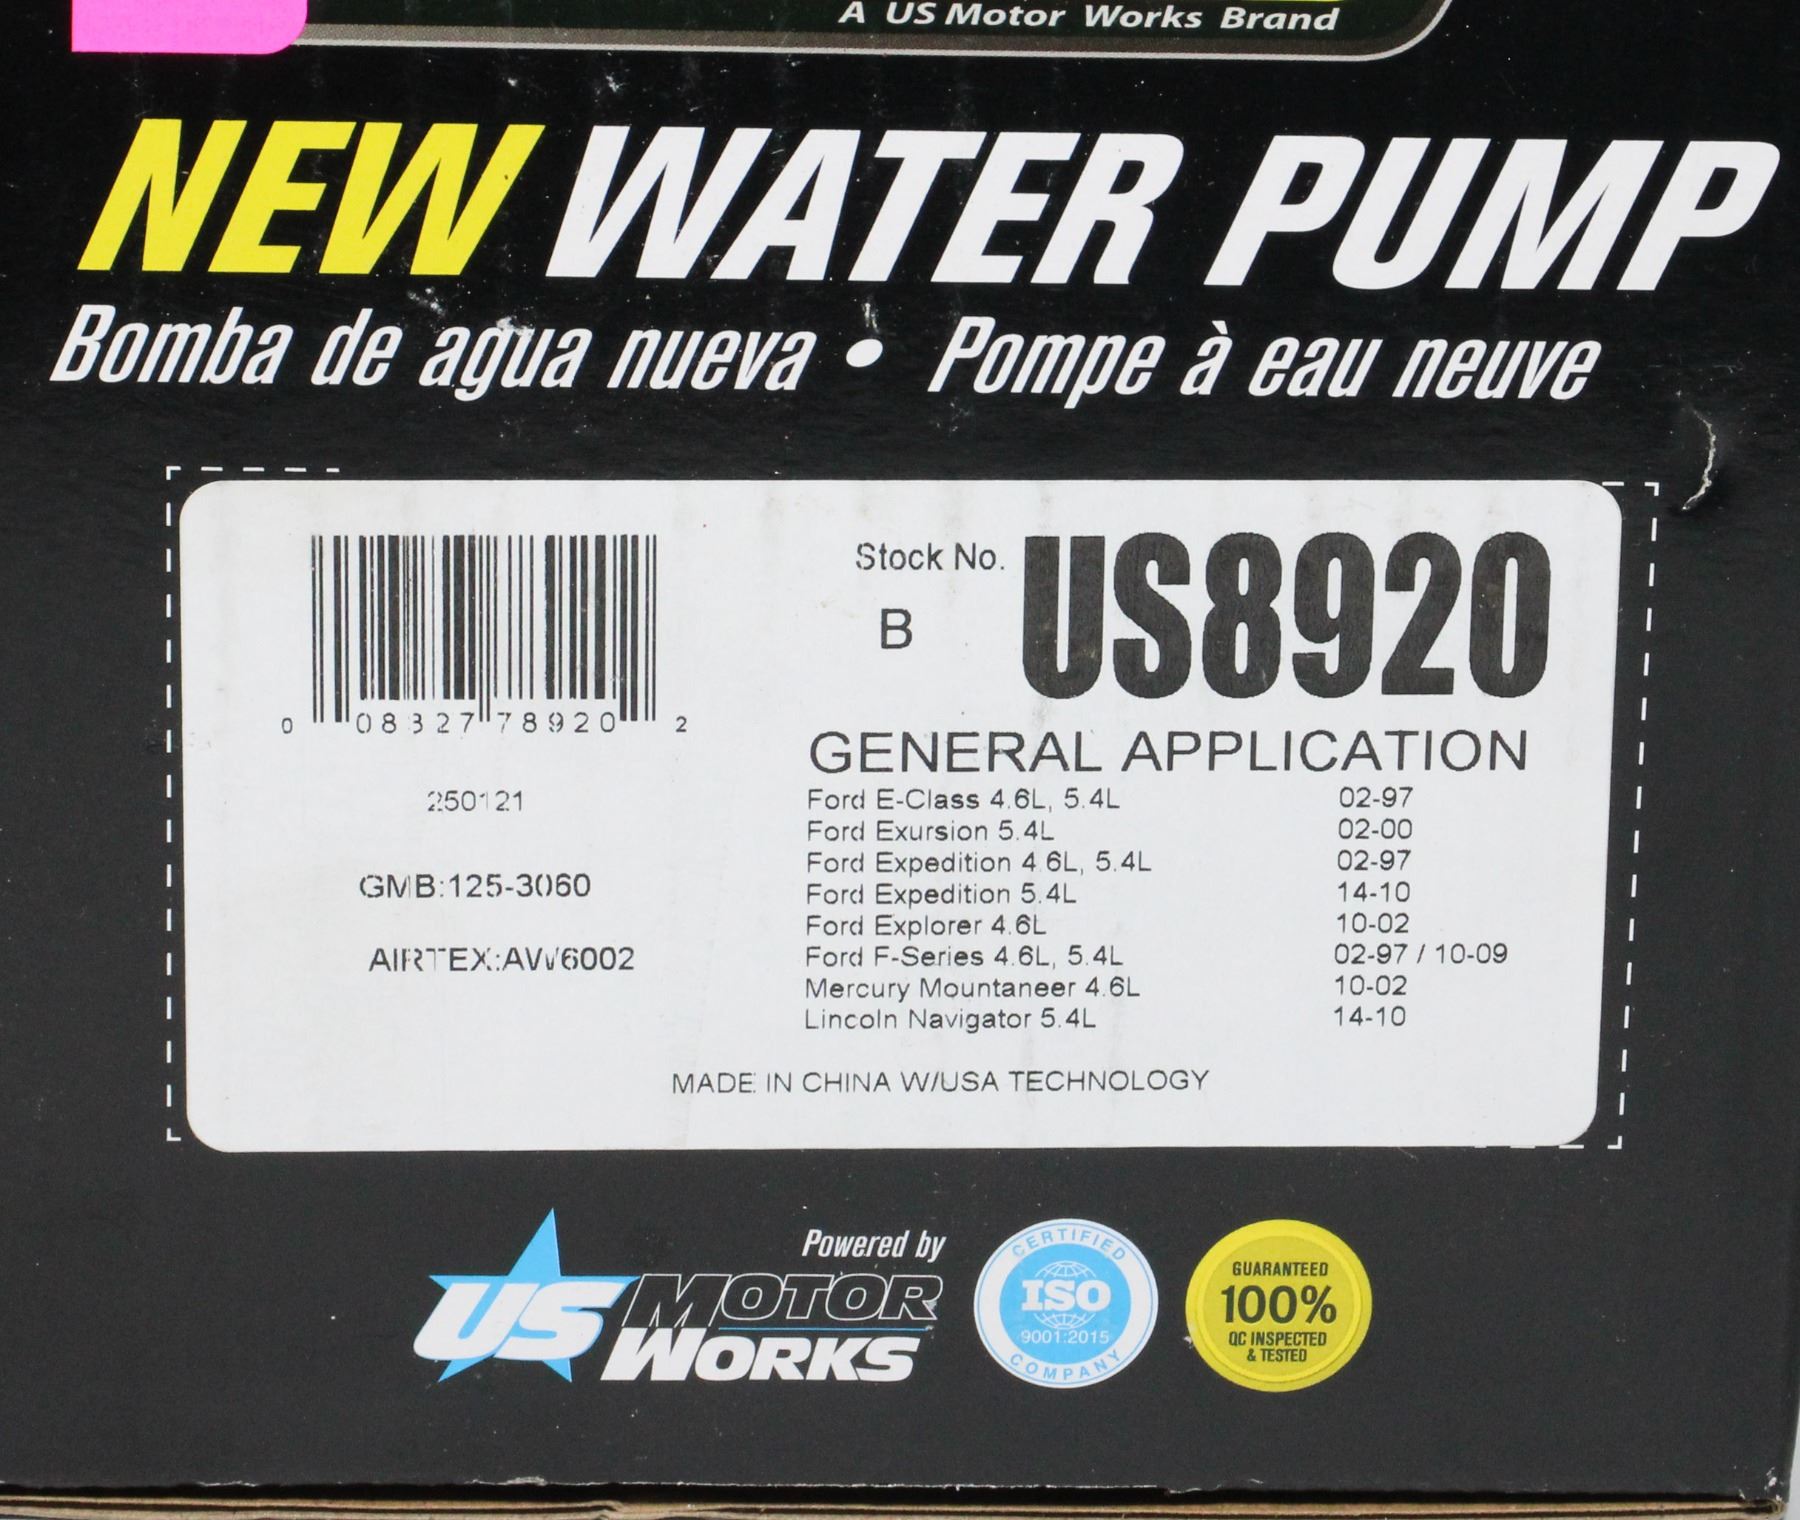 A US Motor Works Brand
NEW WATER PUMP
Bomba de agua nueva • Pompe à eau neuve
Stock No. US8920
B
0 08327 78920 2
250121
GMB:125-3060
AIRTEX:AW6002
GENERAL APPLICATION
Ford E-Class 4.6L, 5.4L 02-97
Ford Exursion 5.4L 02-00
Ford Expedition 4.6L, 5.4L 02-97
Ford Expedition 5.4L 14-10
Ford Explorer 4.6L 10-02
Ford F-Series 4.6L, 5.4L 02-97 / 10-09
Mercury Mountaneer 4.6L 10-02
Lincoln Navigator 5.4L 14-10
MADE IN CHINA W/USA TECHNOLOGY
Powered by
US MOTOR
WORKS
CERTIFIED
ISO
9001:2015
COMPANY
GUARANTEED
100%
QC INSPECTED
& TESTED